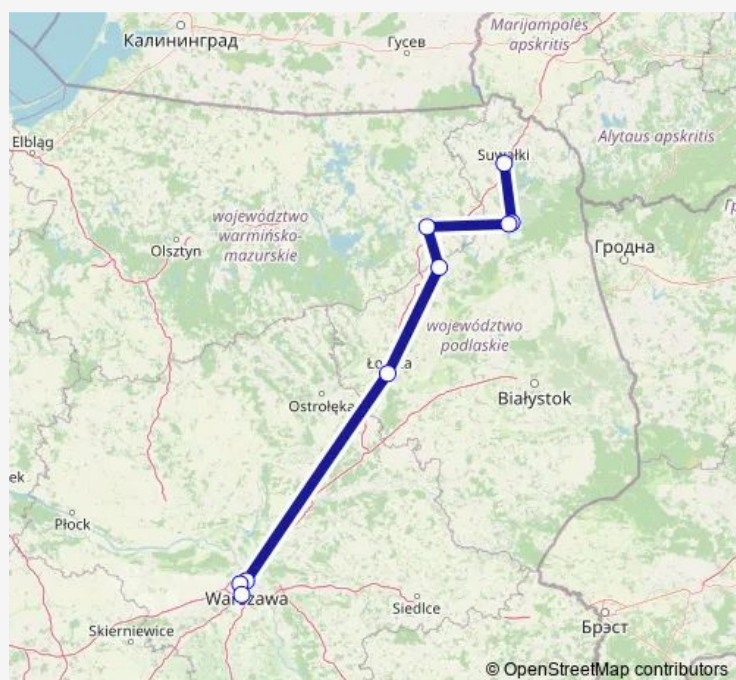 Калининград
Гусев
Marijampolės
apskritis
Elbląg
Suwałki
Alytaus apskritis
województwo
warmińsko-
mazurskie
Olsztyn
Гродна
województwo
podlaskie
Ostrołęka
Białystok
Płock
Warszawa
Siedlce
Skierniewice
Брэст
© OpenStreetMap contributors